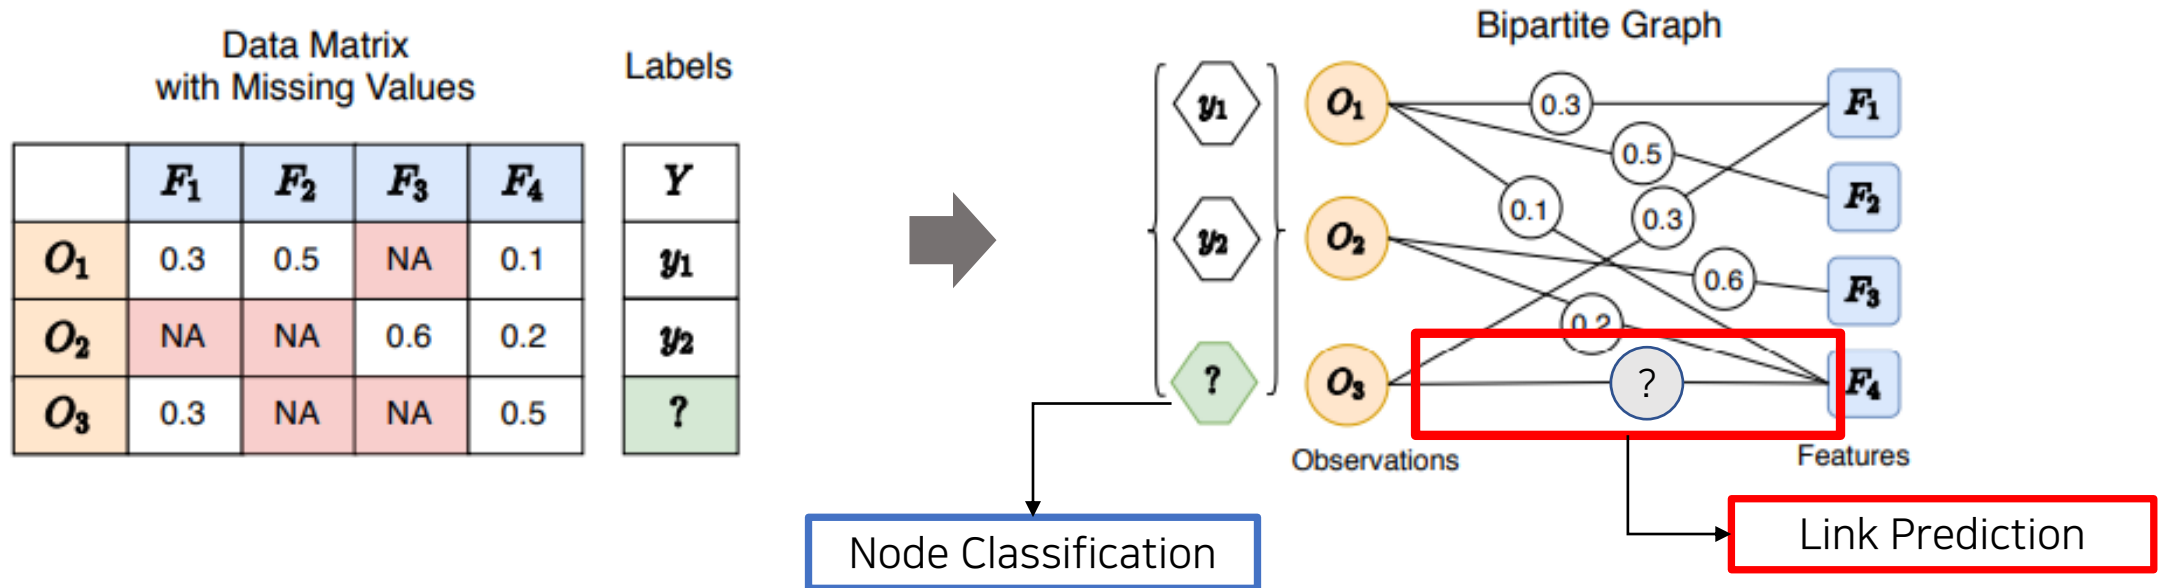 Data Matrix
with Missing Values
Labels
F₁ F₂ F₃ F₄ Y
O₁ 0.3 0.5 NA 0.1 y₁
O₂ NA NA 0.6 0.2 y₂
O₃ 0.3 NA NA 0.5 ?
Bipartite Graph
y₁ O₁ 0.3 F₁
0.5
0.1 0.3 F₂
y₂ O₂
0.6 F₃
0.2
? O₃ ? F₄
Observations Features
Node Classification
Link Prediction